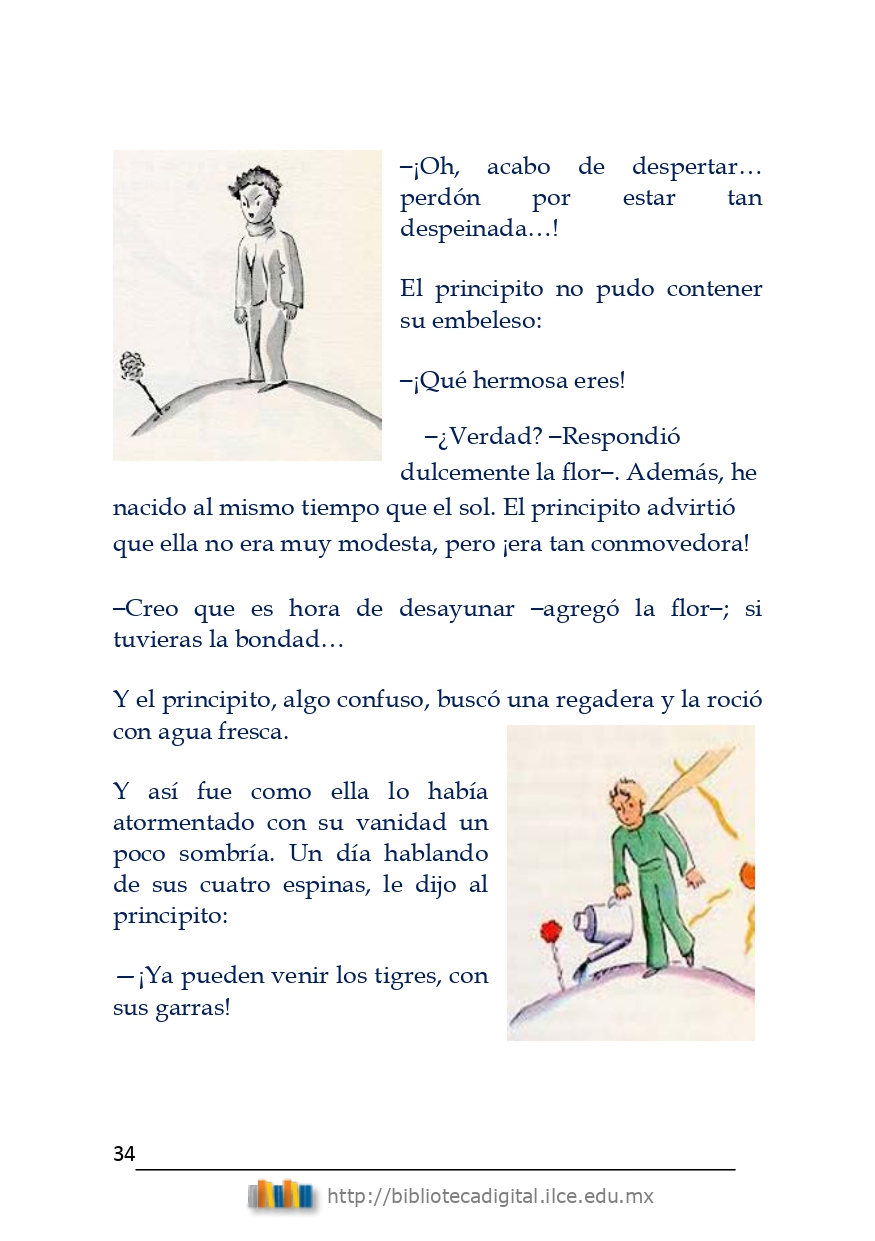 –¡Oh, acabo de despertar…
perdón por estar tan
despeinada…!
El principito no pudo contener
su embeleso:
–¡Qué hermosa eres!
–¿Verdad? –Respondió
dulcemente la flor–. Además, he
nacido al mismo tiempo que el sol. El principito advirtió
que ella no era muy modesta, pero ¡era tan conmovedora!
–Creo que es hora de desayunar –agregó la flor–; si
tuvieras la bondad…
Y el principito, algo confuso, buscó una regadera y la roció
con agua fresca.
Y así fue como ella lo había
atormentado con su vanidad un
poco sombría. Un día hablando
de sus cuatro espinas, le dijo al
principito:
—¡Ya pueden venir los tigres, con
sus garras!
34
http://bibliotecadigital.ilce.edu.mx